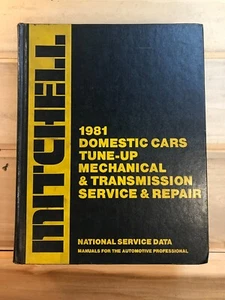 MITCHELL
1981
DOMESTIC CARS
TUNE-UP
MECHANICAL
& TRANSMISSION
SERVICE & REPAIR
NATIONAL SERVICE DATA
MANUALS FOR THE AUTOMOTIVE PROFESSIONAL